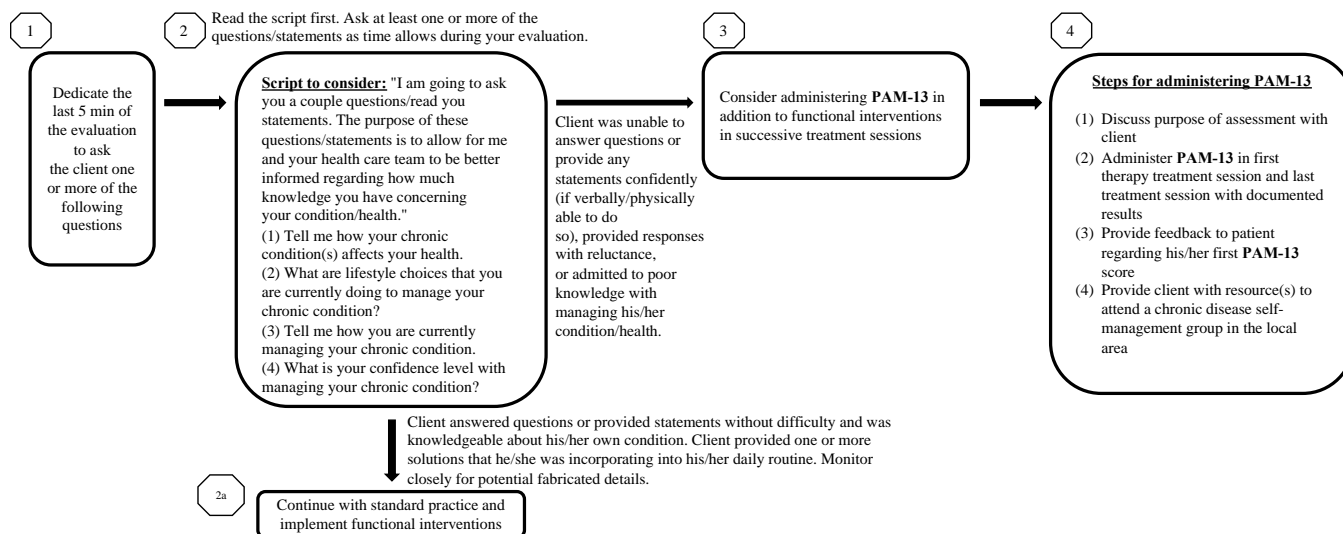 1
Dedicate the
last 5 min of
the evaluation
to ask
the client one
or more of the
following
questions
2
Read the script first. Ask at least one or more of the
questions/statements as time allows during your evaluation.
Script to consider: "I am going to ask
you a couple questions/read you
statements. The purpose of these
questions/statements is to allow for me
and your health care team to be better
informed regarding how much
knowledge you have concerning
your condition/health."
(1) Tell me how your chronic
condition(s) affects your health.
(2) What are lifestyle choices that you
are currently doing to manage your
chronic condition?
(3) Tell me how you are currently
managing your chronic condition.
(4) What is your confidence level with
managing your chronic condition?
Client was unable to
answer questions or
provide any
statements confidently
(if verbally/physically
able to do
so), provided responses
with reluctance,
or admitted to poor
knowledge with
managing his/her
condition/health.
3
Consider administering PAM-13 in
addition to functional interventions
in successive treatment sessions
4
Steps for administering PAM-13
(1) Discuss purpose of assessment with
client
(2) Administer PAM-13 in first
therapy treatment session and last
treatment session with documented
results
(3) Provide feedback to patient
regarding his/her first PAM-13
score
(4) Provide client with resource(s) to
attend a chronic disease self-
management group in the local
area
Client answered questions or provided statements without difficulty and was
knowledgeable about his/her own condition. Client provided one or more
solutions that he/she was incorporating into his/her daily routine. Monitor
closely for potential fabricated details.
2a
Continue with standard practice and
implement functional interventions